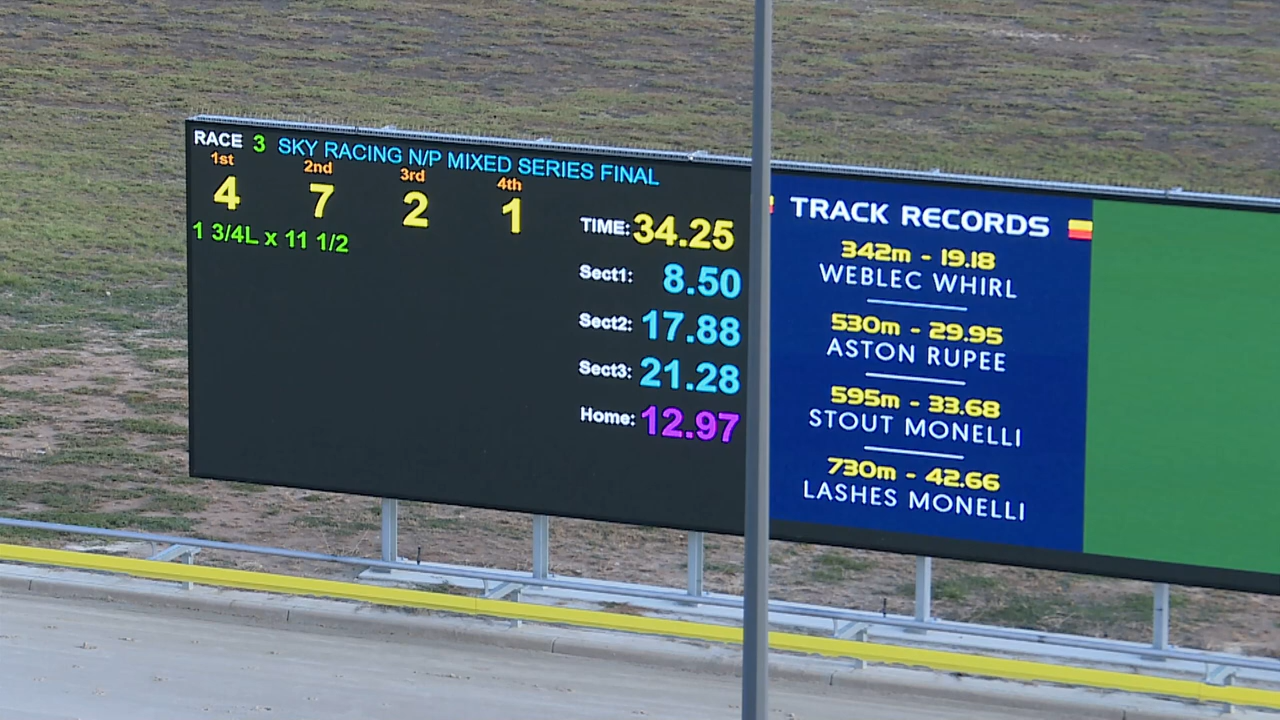 RACE 3 SKY RACING N/P MIXED SERIES FINAL
1st 2nd 3rd 4th
4 7 2 1
1 3/4L x 11 1/2
TIME: 34.25
Sect1: 8.50
Sect2: 17.88
Sect3: 21.28
Home: 12.97
TRACK RECORDS
342m - 19.18
WEBLEC WHIRL
530m - 29.95
ASTON RUPEE
595m - 33.68
STOUT MONELLI
730m - 42.66
LASHES MONELLI